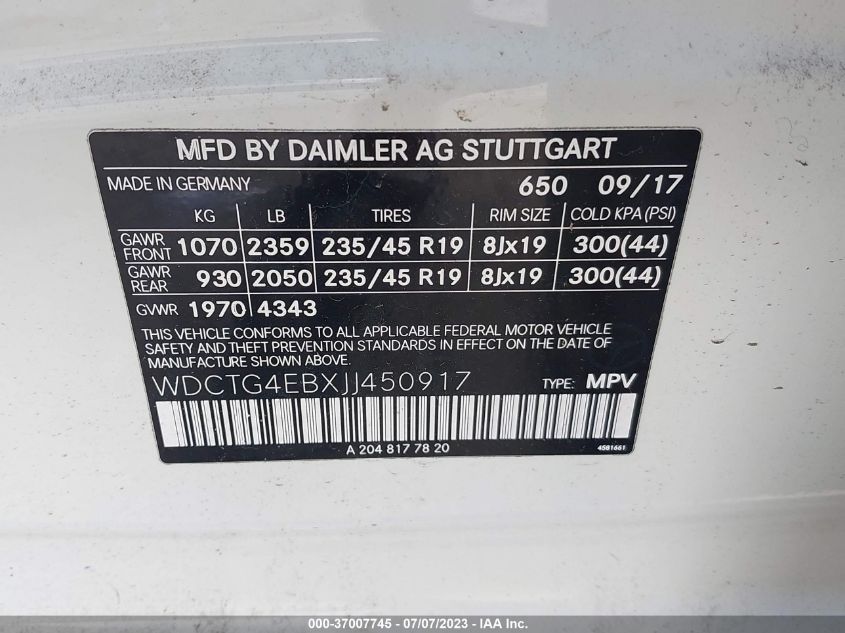 MFD BY DAIMLER AG STUTTGART
MADE IN GERMANY 650 09/17
KG LB TIRES RIM SIZE COLD KPA (PSI)
GAWR FRONT 1070 2359 235/45 R19 8Jx19 300(44)
GAWR REAR 930 2050 235/45 R19 8Jx19 300(44)
GVWR 1970 4343
THIS VEHICLE CONFORMS TO ALL APPLICABLE FEDERAL MOTOR VEHICLE
SAFETY AND THEFT PREVENTION STANDARDS IN EFFECT ON THE DATE OF
MANUFACTURE SHOWN ABOVE.
WDCTG4EBXJJ450917 TYPE: MPV
A 204 817 78 20 4581661
000-37007745 - 07/07/2023 - IAA Inc.